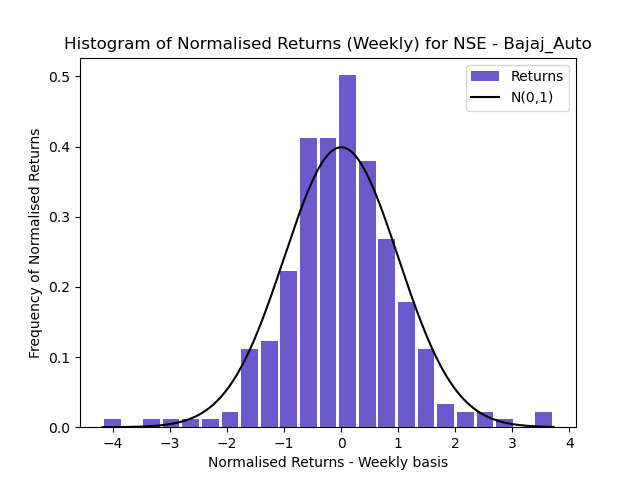 Histogram of Normalised Returns (Weekly) for NSE - Bajaj_Auto
Returns
N(0,1)
Frequency of Normalised Returns
0.5
0.4
0.3
0.2
0.1
0.0
−4 −3 −2 −1 0 1 2 3 4
Normalised Returns - Weekly basis